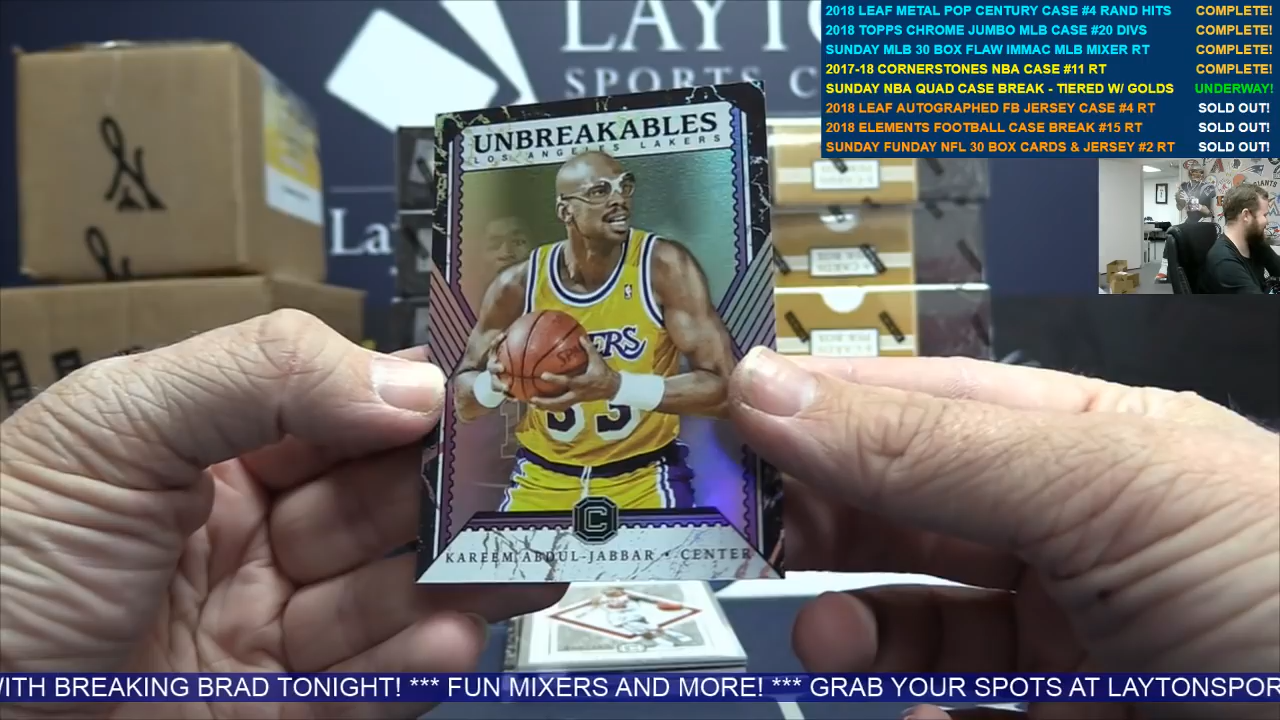 2018 LEAF METAL POP CENTURY CASE #4 RAND HITS COMPLETE!
2018 TOPPS CHROME JUMBO MLB CASE #20 DIVS COMPLETE!
SUNDAY MLB 30 BOX FLAW IMMAC MLB MIXER RT COMPLETE!
2017-18 CORNERSTONES NBA CASE #11 RT COMPLETE!
SUNDAY NBA QUAD CASE BREAK - TIERED W/ GOLDS UNDERWAY!
2018 LEAF AUTOGRAPHED FB JERSEY CASE #4 RT SOLD OUT!
2018 ELEMENTS FOOTBALL CASE BREAK #15 RT SOLD OUT!
SUNDAY FUNDAY NFL 30 BOX CARDS & JERSEY #2 RT SOLD OUT!
LAYTO
SPORTS C
La
UNBREAKABLES
LOS ANGELES LAKERS
ERS
33
C
KAREEM ABDUL-JABBAR • CENTER
WITH BREAKING BRAD TONIGHT! *** FUN MIXERS AND MORE! *** GRAB YOUR SPOTS AT LAYTONSPOR